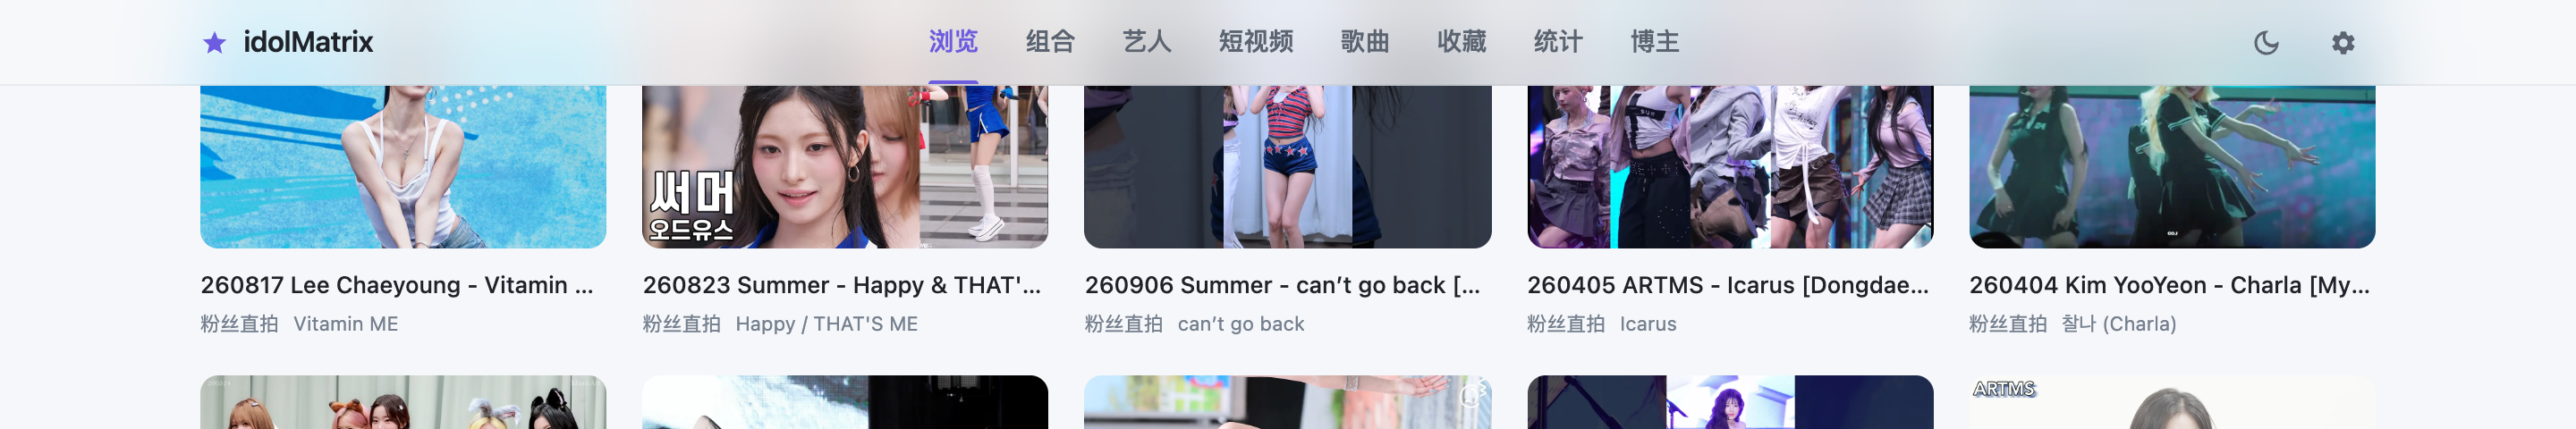 idolMatrix
浏览 组合 艺人 短视频 歌曲 收藏 统计 博主
써머
오드유스
260817 Lee Chaeyoung - Vitamin ...
粉丝直拍 Vitamin ME
260823 Summer - Happy & THAT'...
粉丝直拍 Happy / THAT'S ME
260906 Summer - can’t go back [...
粉丝直拍 can’t go back
260405 ARTMS - Icarus [Dongdae...
粉丝直拍 Icarus
260404 Kim YooYeon - Charla [My...
粉丝直拍 찰나 (Charla)
ARTMS